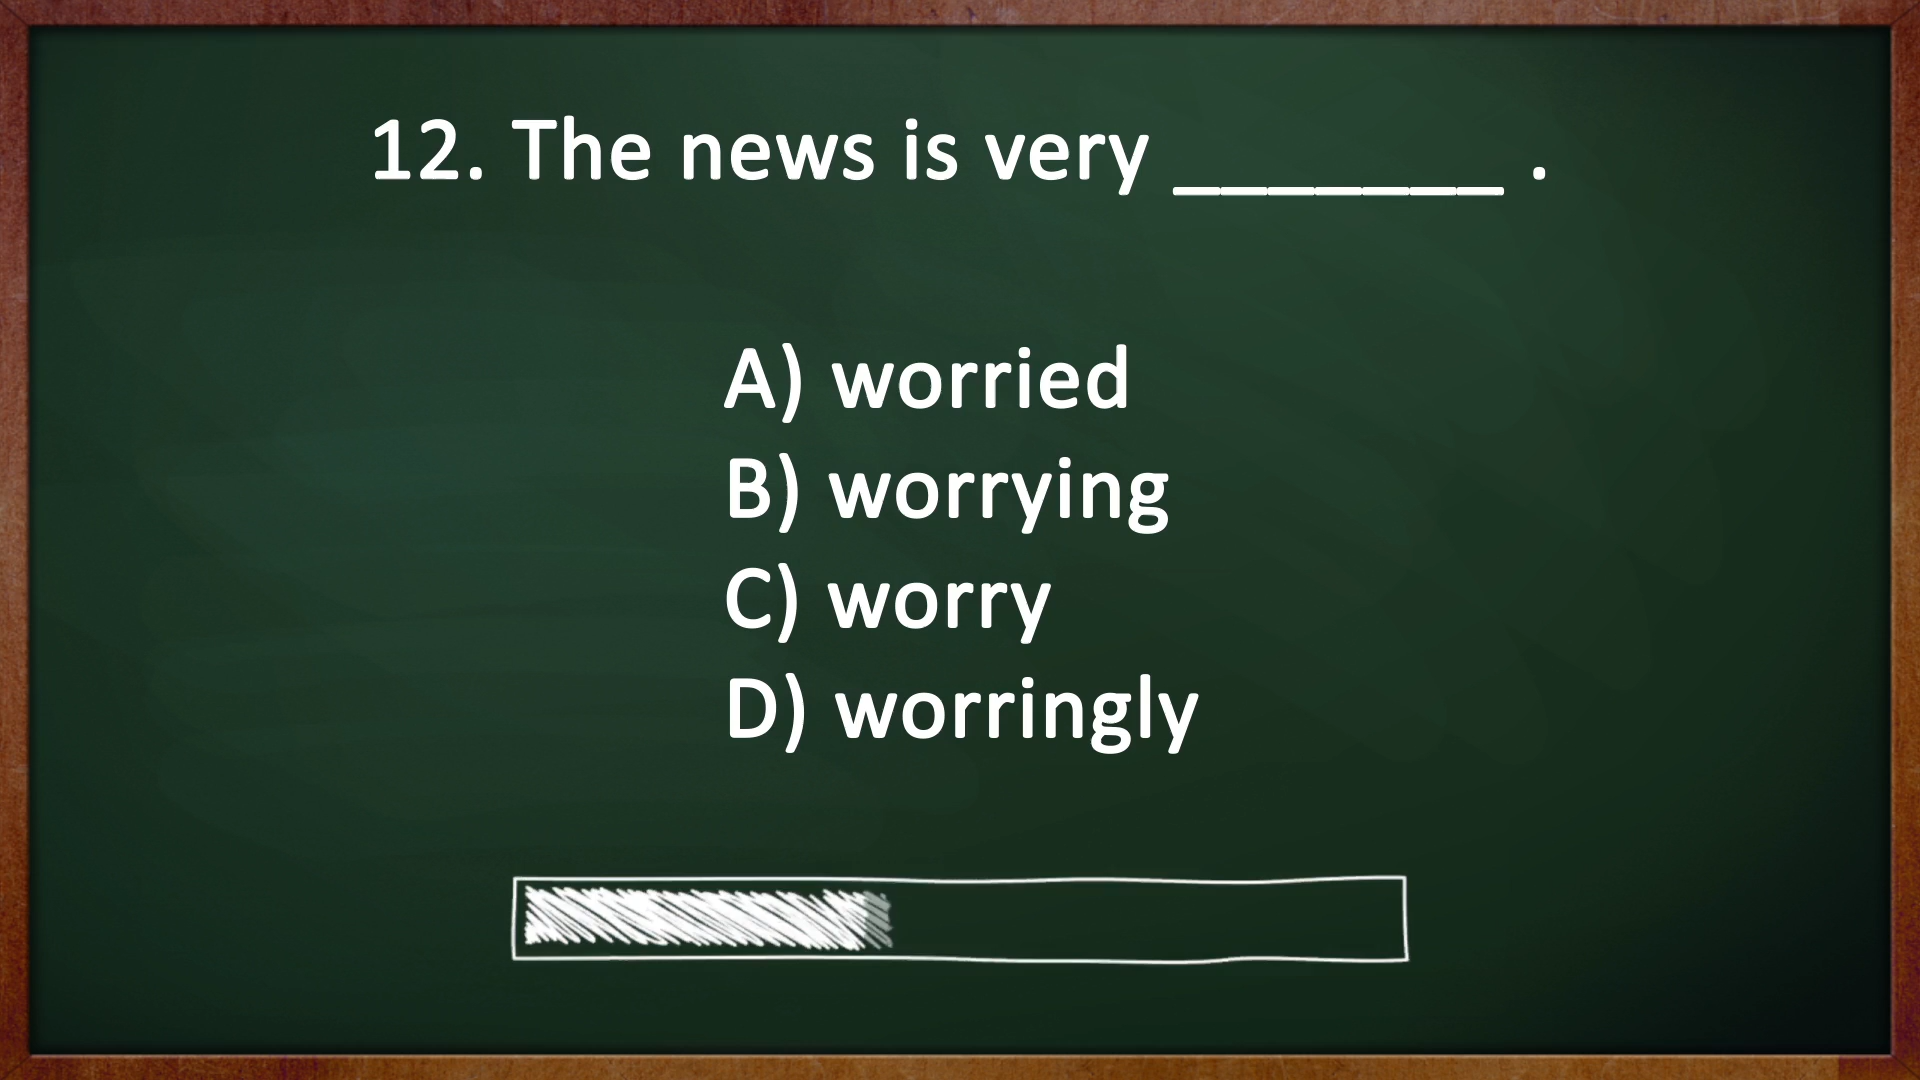 12. The news is very _______ .
A) worried
B) worrying
C) worry
D) worringly